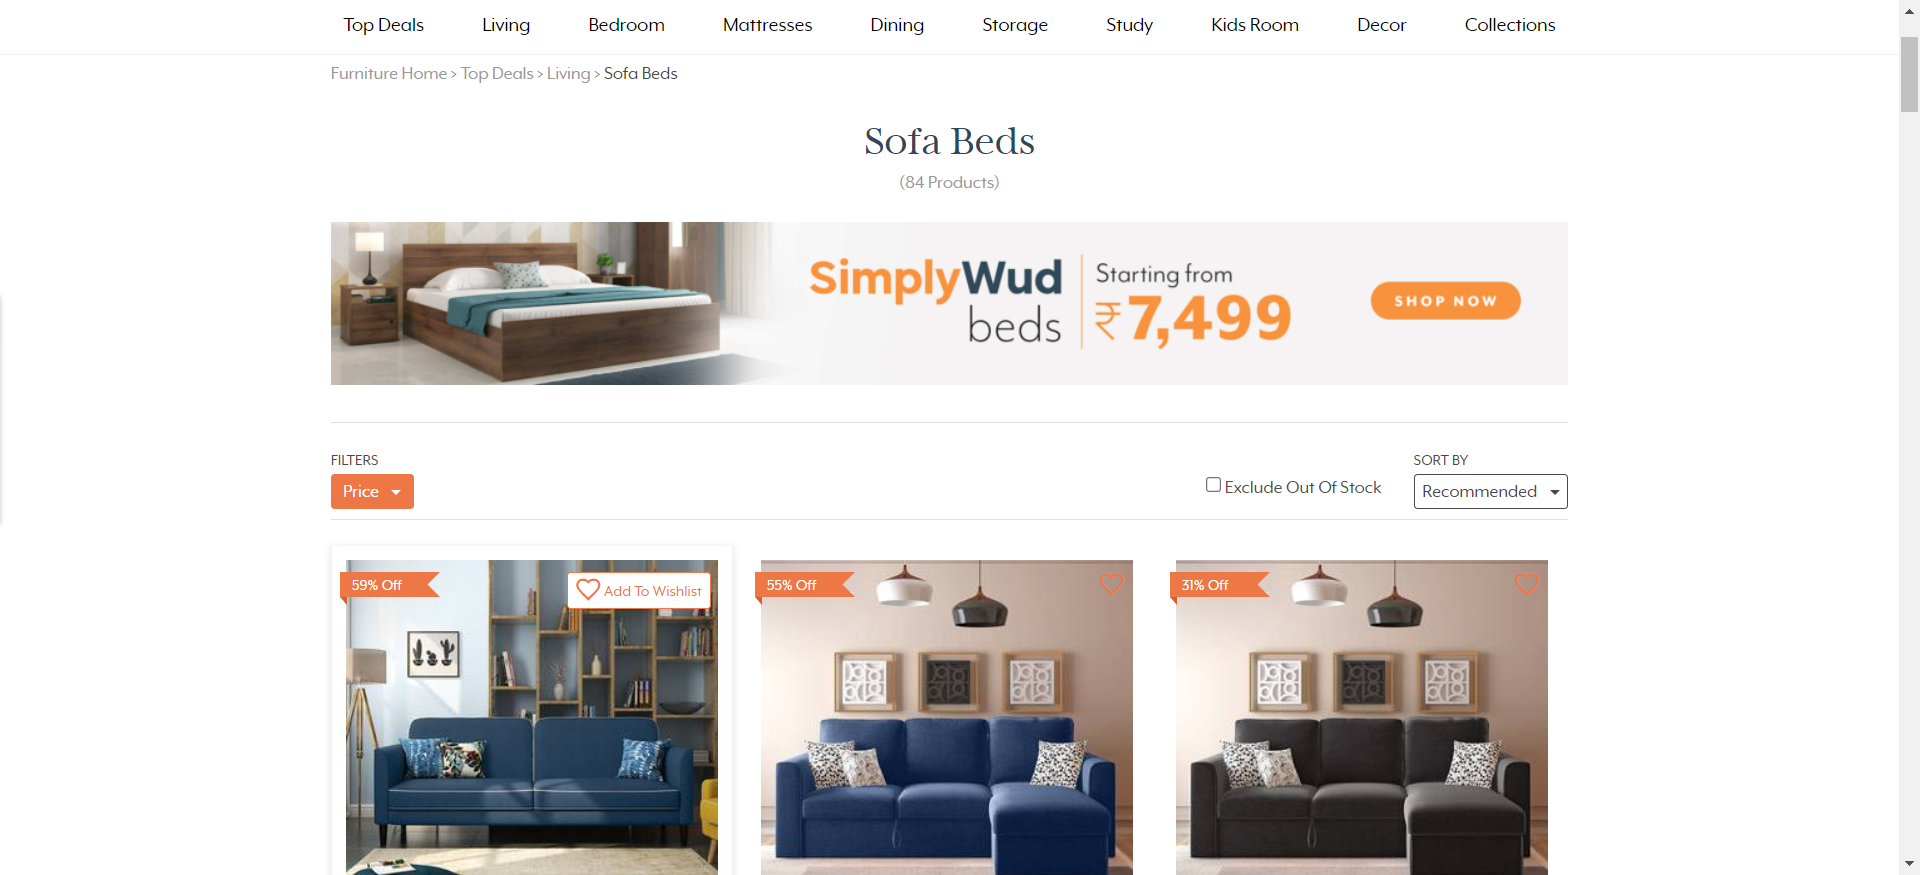 Top Deals Living Bedroom Mattresses Dining Storage Study Kids Room Decor Collections
Furniture Home > Top Deals > Living > Sofa Beds
Sofa Beds
(84 Products)
SimplyWud
beds
Starting from
₹7,499
SHOP NOW
FILTERS
Price
Exclude Out Of Stock
SORT BY
Recommended
59% Off
Add To Wishlist
55% Off
31% Off